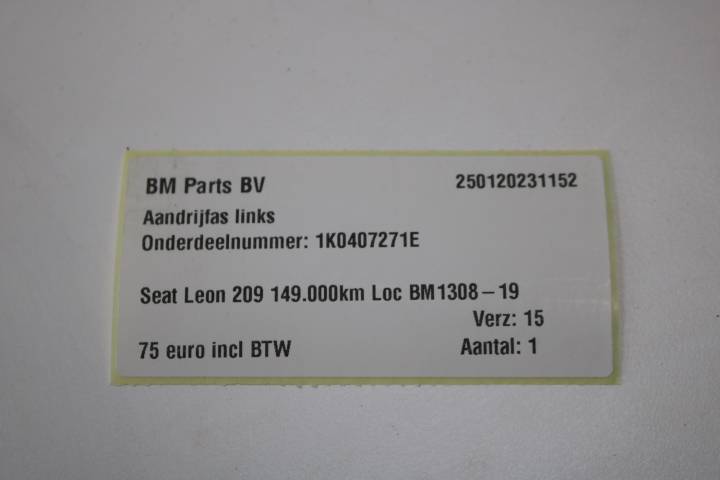 BM Parts BV 250120231152
Aandrijfas links
Onderdeelnummer: 1K0407271E
Seat Leon 209 149.000km Loc BM1308-19
Verz: 15
75 euro incl BTW Aantal: 1